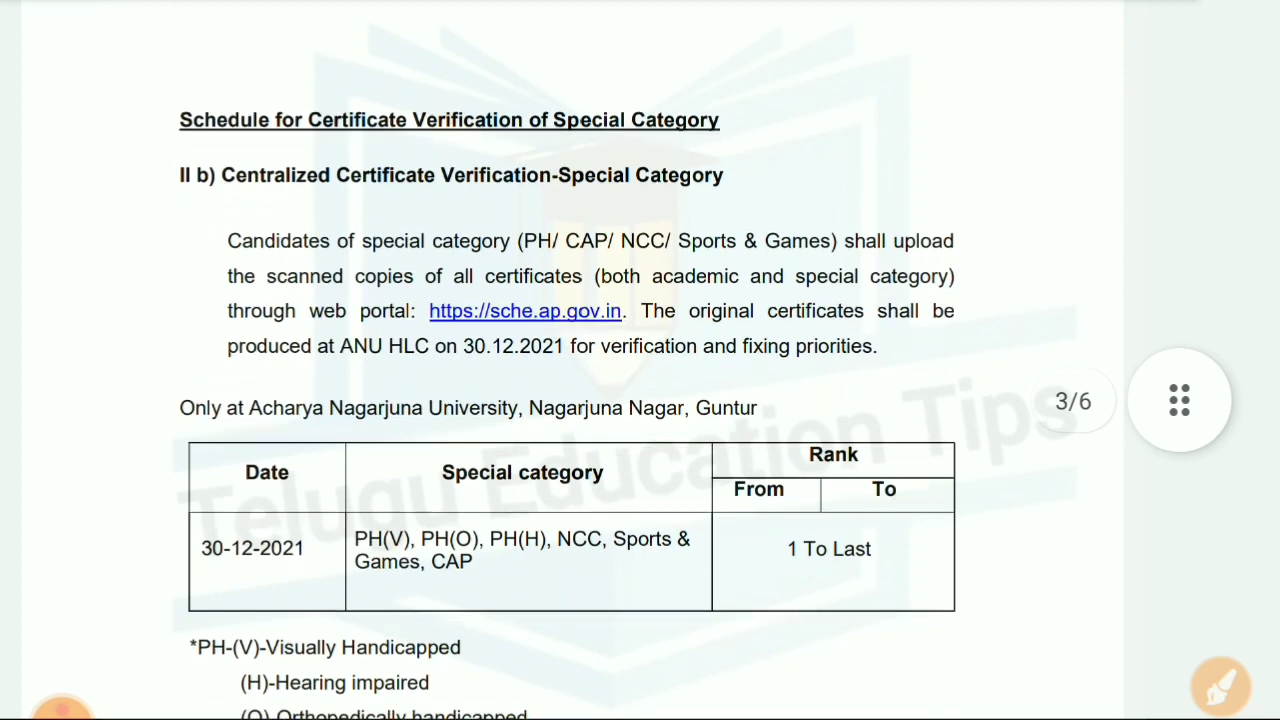 Schedule for Certificate Verification of Special Category
II b) Centralized Certificate Verification-Special Category
Candidates of special category (PH/ CAP/ NCC/ Sports & Games) shall upload
the scanned copies of all certificates (both academic and special category)
through web portal: https://sche.ap.gov.in. The original certificates shall be
produced at ANU HLC on 30.12.2021 for verification and fixing priorities.
3/6
Only at Acharya Nagarjuna University, Nagarjuna Nagar, Guntur
Telugu Education Tips
Date Special category Rank
From To
30-12-2021 PH(V), PH(O), PH(H), NCC, Sports & 1 To Last
Games, CAP
*PH-(V)-Visually Handicapped
(H)-Hearing impaired
(O)-Orthopedically handicapped